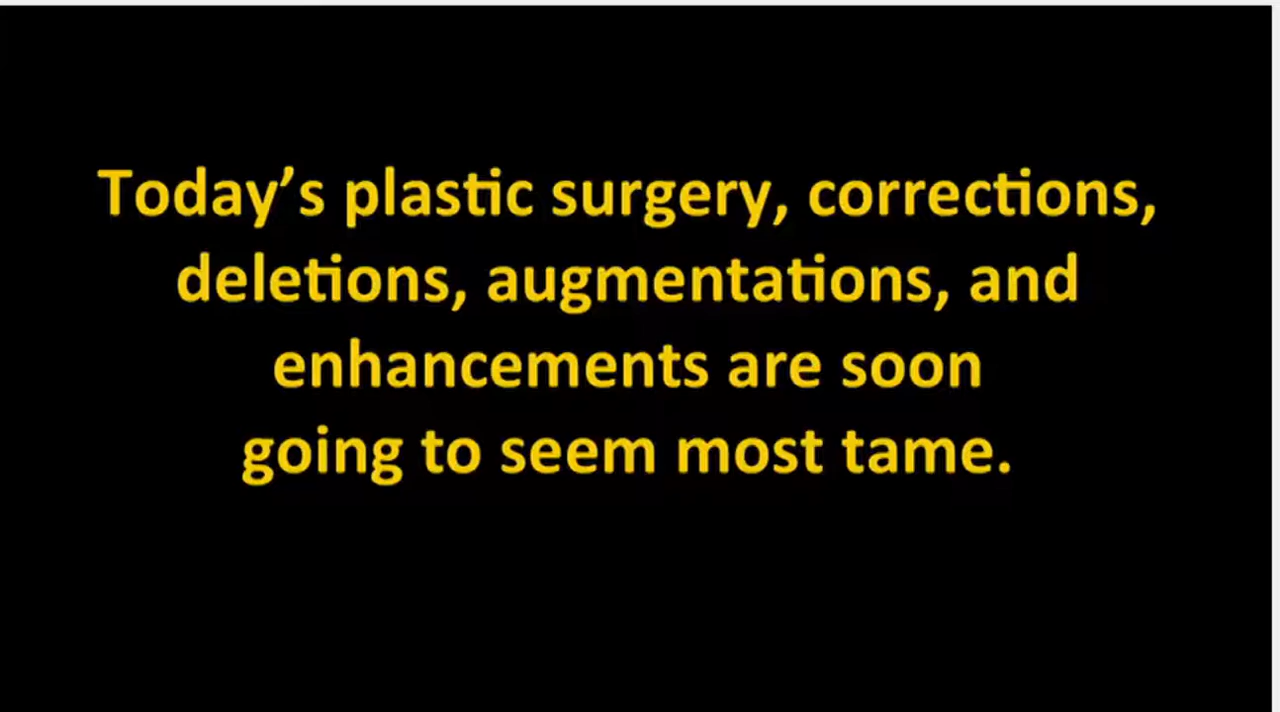 Today’s plastic surgery, corrections,
deletions, augmentations, and
enhancements are soon
going to seem most tame.